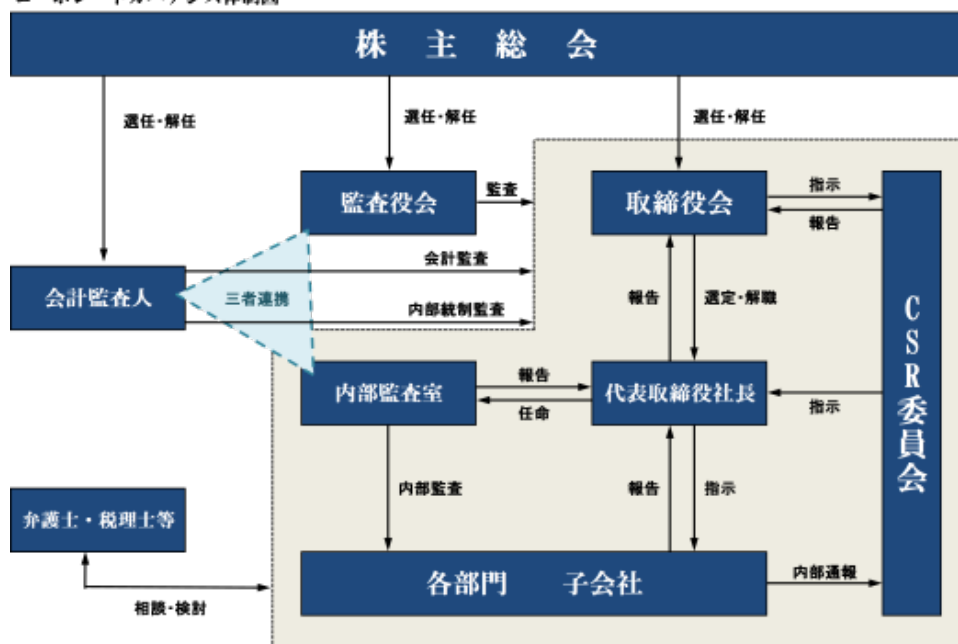 株主総会
選任・解任
選任・解任
選任・解任
監査役会
監査
取締役会
指示
報告
会計監査人
三者連携
会計監査
内部統制監査
報告
選定・解職
CSR委員会
内部監査室
報告
任命
代表取締役社長
指示
内部監査
報告
指示
弁護士・税理士等
相談・検討
各部門 子会社
内部通報